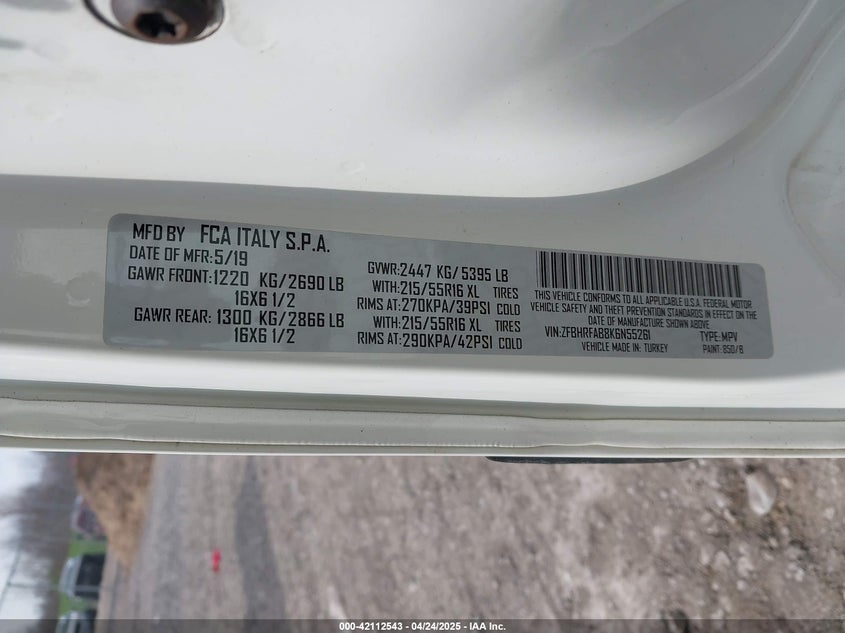 MFD BY FCA ITALY S.P.A.
DATE OF MFR:5/19
GAWR FRONT:1220 KG/2690 LB
16X6 1/2
GAWR REAR: 1300 KG/2866 LB
16X6 1/2
GVWR:2447 KG/5395 LB
WITH:215/55R16 XL TIRES
RIMS AT:270KPA/39PSI COLD
WITH:215/55R16 XL TIRES
RIMS AT:290KPA/42PSI COLD
THIS VEHICLE CONFORMS TO ALL APPLICABLE U.S.A. FEDERAL MOTOR
VEHICLE SAFETY AND THEFT PREVENTION STANDARDS IN EFFECT ON THE
DATE OF MANUFACTURE SHOWN ABOVE.
VIN:ZFBHRFABBK6N55261 TYPE:MPV
VEHICLE MADE IN: TURKEY PAINT: 650/B
000-42112543 - 04/24/2025 - IAA Inc.